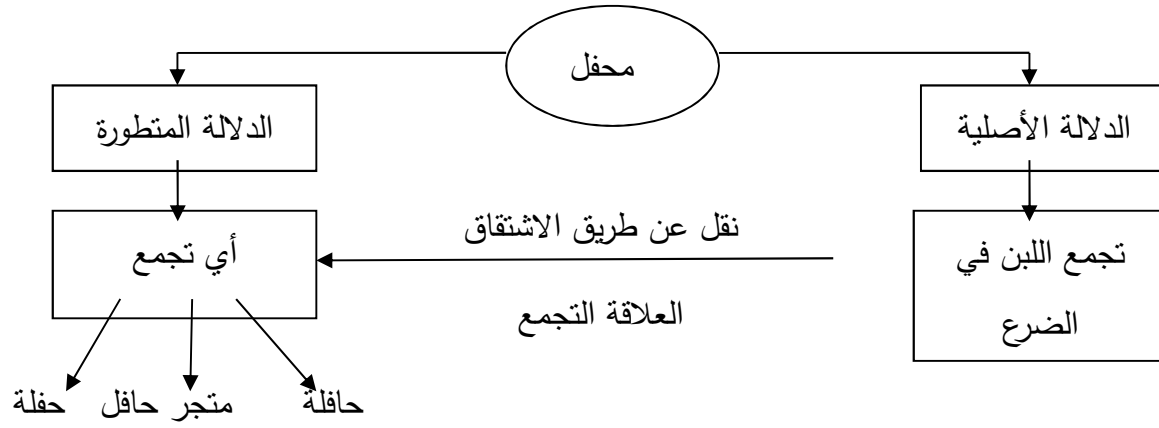 محفل
الدلالة الأصلية
الدلالة المتطورة
تجمع اللبن في
الضرع
نقل عن طريق الاشتقاق
العلاقة التجمع
أي تجمع
حافلة
متجر حافل
حفلة